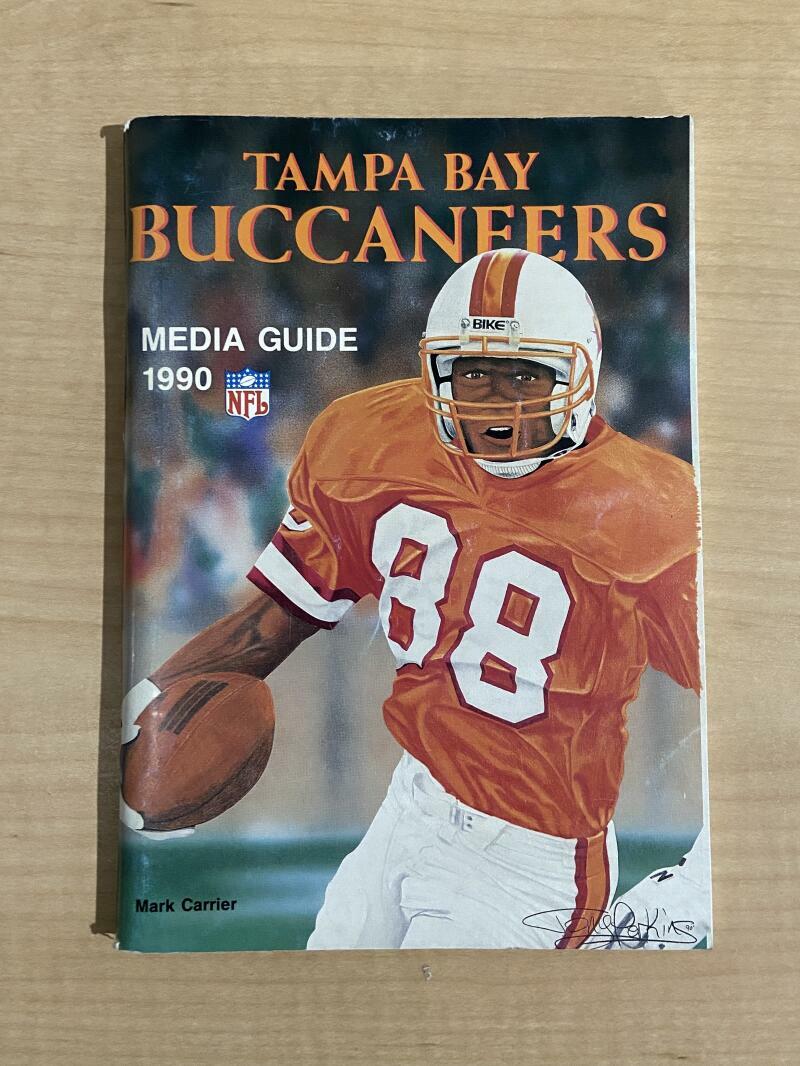 TAMPA BAY
BUCCANEERS
MEDIA GUIDE
1990 NFL
BIKE
88
Mark Carrier